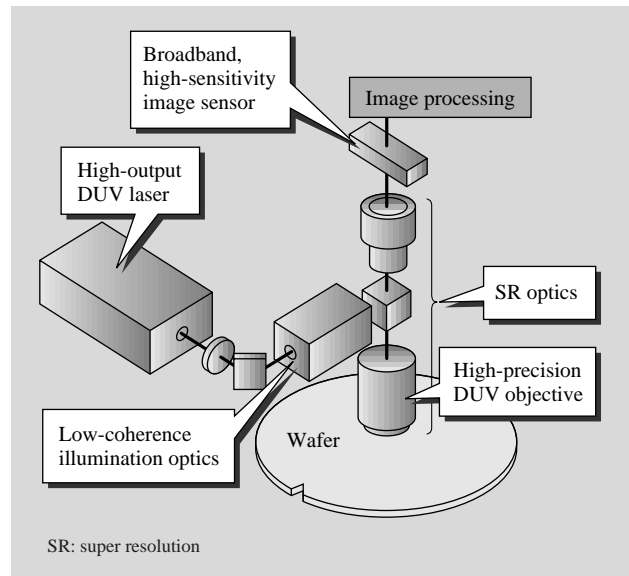 Broadband,
high-sensitivity
image sensor
Image processing
High-output
DUV laser
SR optics
High-precision
DUV objective
Low-coherence
illumination optics
Wafer
SR: super resolution